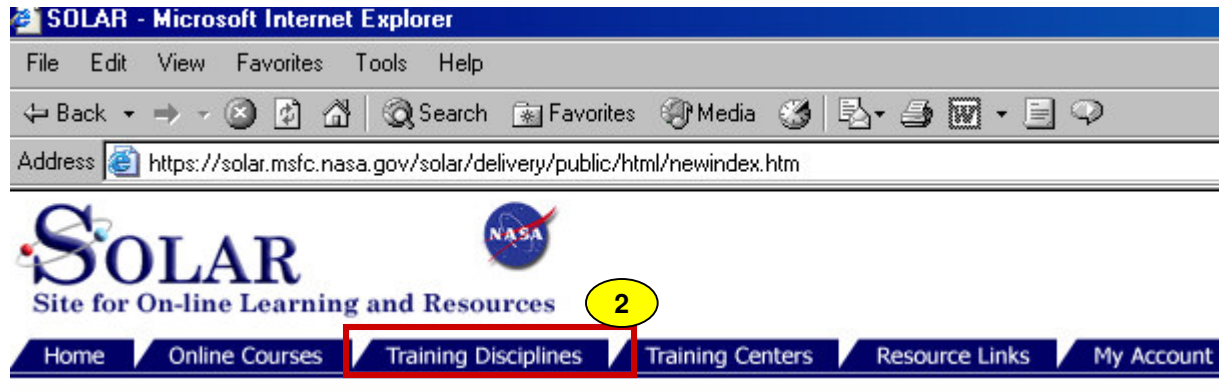 SOLAR - Microsoft Internet Explorer
File Edit View Favorites Tools Help
Back Search Favorites Media
Address https://solar.msfc.nasa.gov/solar/delivery/public/html/newindex.htm
SOLAR NASA
Site for On-line Learning and Resources 2
Home Online Courses Training Disciplines Training Centers Resource Links My Account